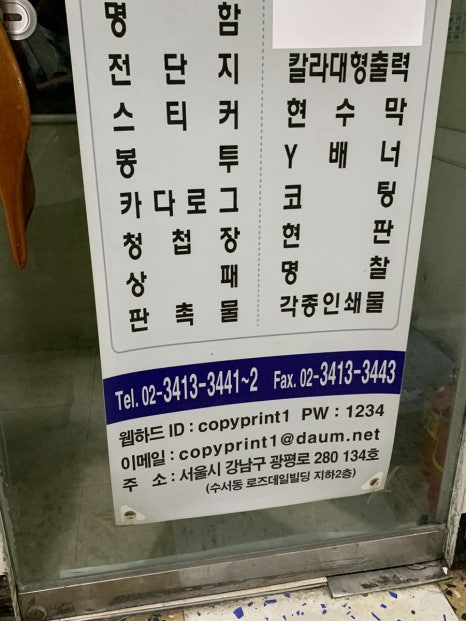 명 함
전 단 지
스 티 커
봉 투
카 다 로 그
청 첩 장
상 패
판 촉 물
칼라대형출력
현 수 막
Y 배 너
코 팅
현 판
명 찰
각종인쇄물
Tel. 02-3413-3441~2 Fax. 02-3413-3443
웹하드 ID : copyprint1 PW : 1234
이메일 : copyprint1@daum.net
주 소 : 서울시 강남구 광평로 280 134호
(수서동 로즈데일빌딩 지하2층)